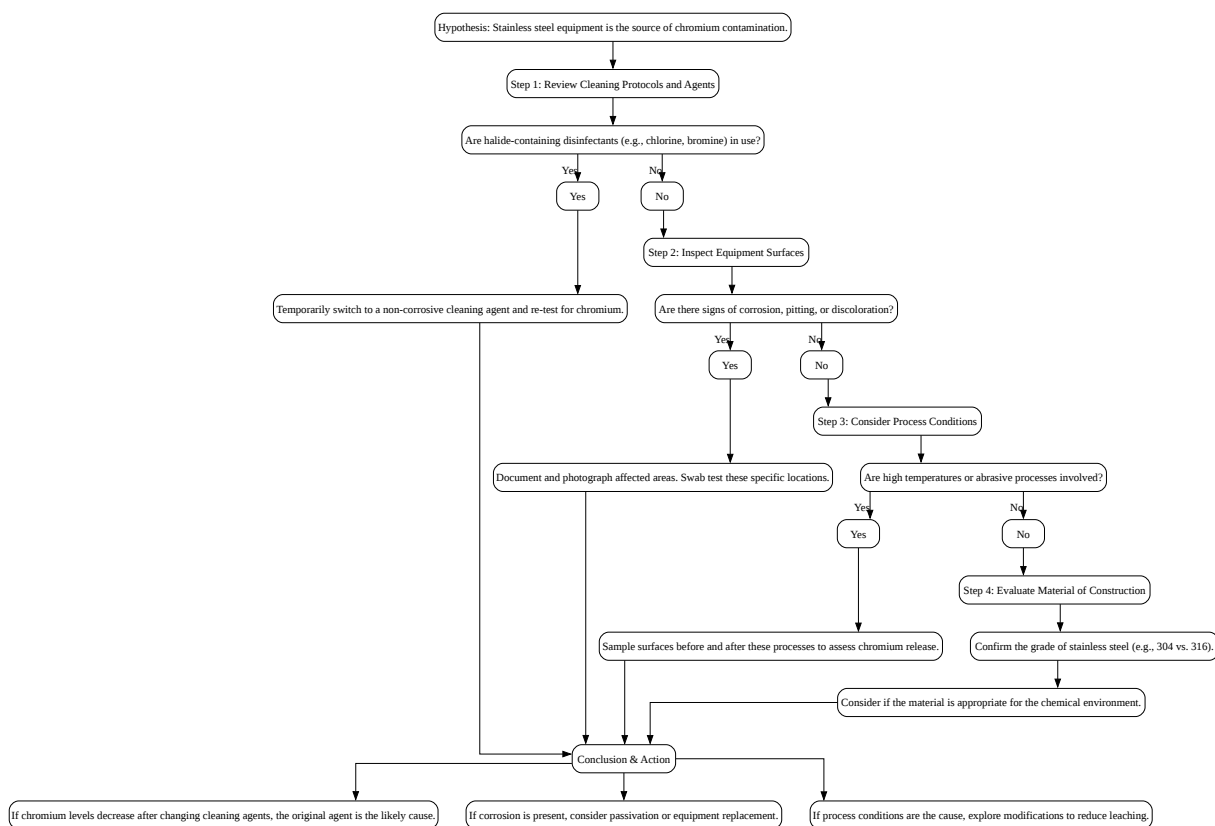 Hypothesis: Stainless steel equipment is the source of chromium contamination.
Step 1: Review Cleaning Protocols and Agents
Are halide-containing disinfectants (e.g., chlorine, bromine) in use?
Yes
No
Yes
No
Step 2: Inspect Equipment Surfaces
Temporarily switch to a non-corrosive cleaning agent and re-test for chromium.
Are there signs of corrosion, pitting, or discoloration?
Yes
No
Yes
No
Step 3: Consider Process Conditions
Document and photograph affected areas. Swab test these specific locations.
Are high temperatures or abrasive processes involved?
Yes
No
Yes
No
Step 4: Evaluate Material of Construction
Sample surfaces before and after these processes to assess chromium release.
Confirm the grade of stainless steel (e.g., 304 vs. 316).
Consider if the material is appropriate for the chemical environment.
Conclusion & Action
If chromium levels decrease after changing cleaning agents, the original agent is the likely cause.
If corrosion is present, consider passivation or equipment replacement.
If process conditions are the cause, explore modifications to reduce leaching.